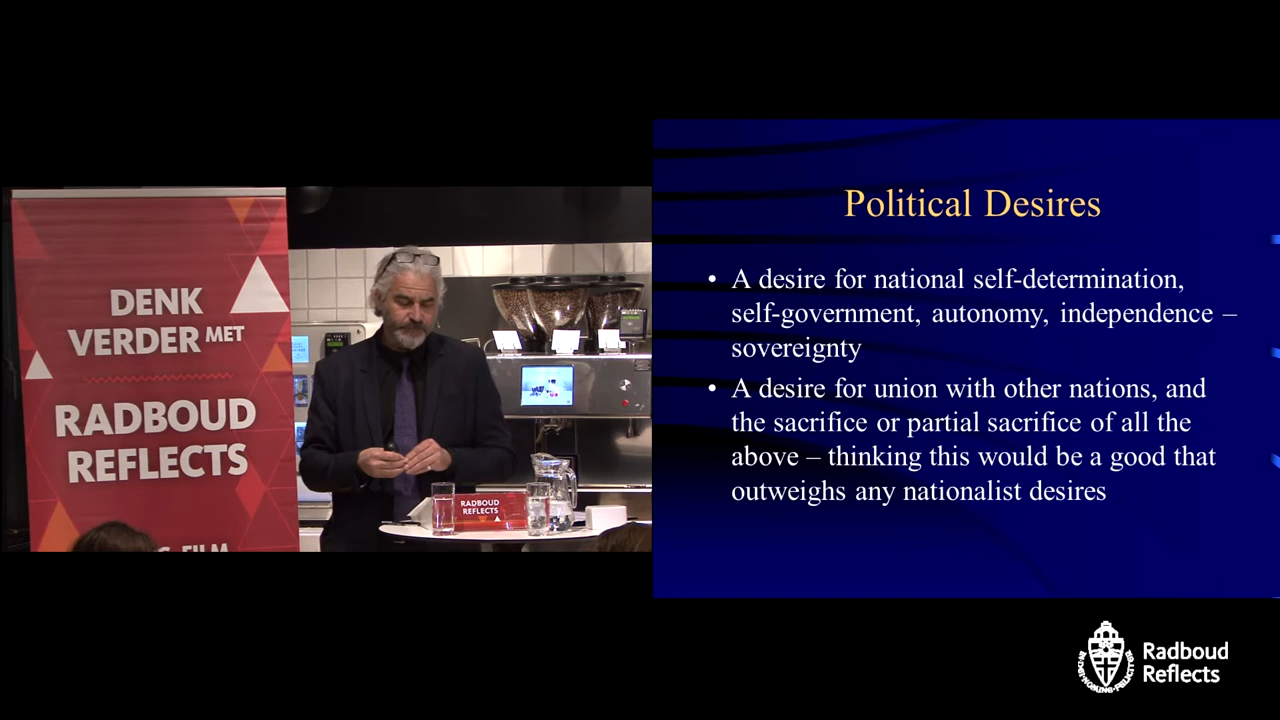 DENK
VERDER MET
RADBOUD
REFLECTS
FILM
RADBOUD
REFLECTS
Political Desires
• A desire for national self-determination,
self-government, autonomy, independence –
sovereignty
• A desire for union with other nations, and
the sacrifice or partial sacrifice of all the
above – thinking this would be a good that
outweighs any nationalist desires
Radboud
Reflects